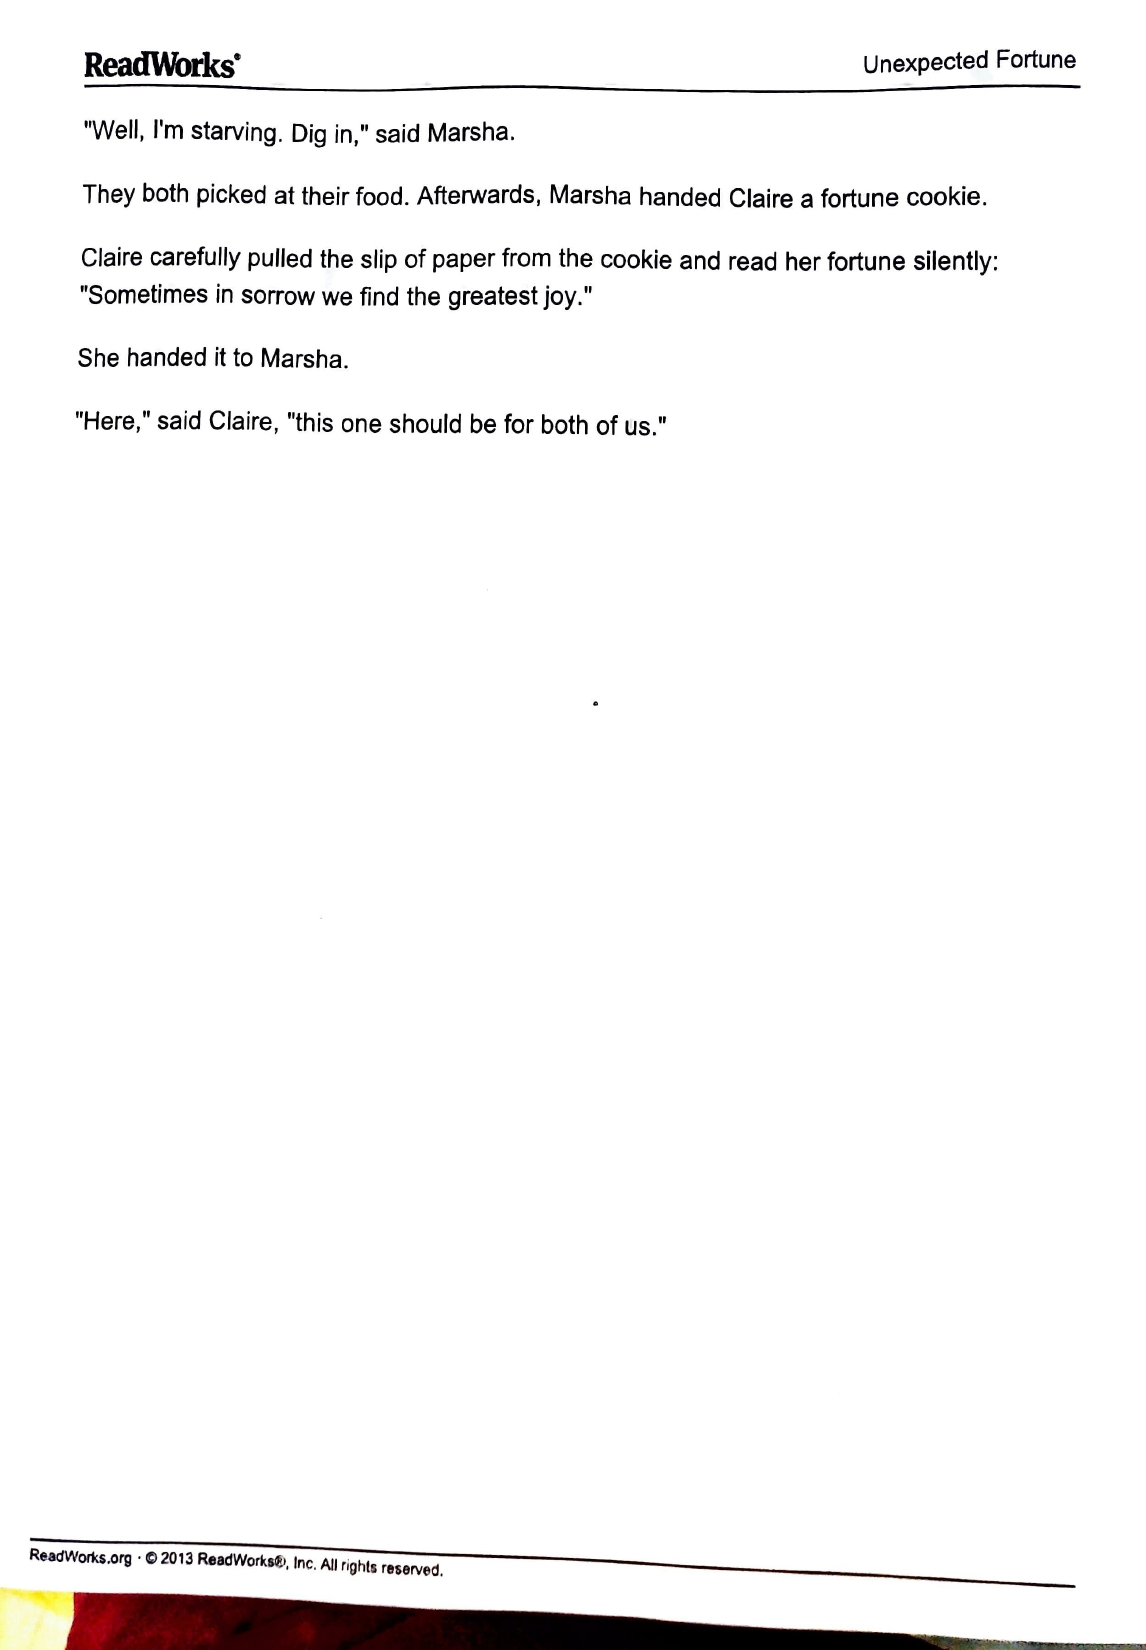 ReadWorks®
Unexpected Fortune
"Well, I'm starving. Dig in," said Marsha.
They both picked at their food. Afterwards, Marsha handed Claire a fortune cookie.
Claire carefully pulled the slip of paper from the cookie and read her fortune silently:
"Sometimes in sorrow we find the greatest joy."
She handed it to Marsha.
"Here," said Claire, "this one should be for both of us."
ReadWorks.org · © 2013 ReadWorks®, Inc. All rights reserved.